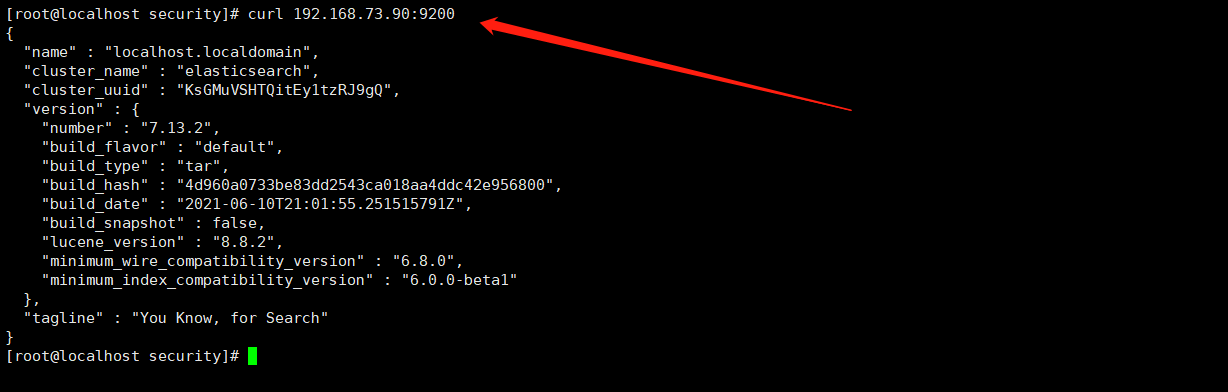 [root@localhost security]# curl 192.168.73.90:9200
{
  "name" : "localhost.localdomain",
  "cluster_name" : "elasticsearch",
  "cluster_uuid" : "KsGMuVSHTQitEy1tzRJ9gQ",
  "version" : {
    "number" : "7.13.2",
    "build_flavor" : "default",
    "build_type" : "tar",
    "build_hash" : "4d960a0733be83dd2543ca018aa4ddc42e956800",
    "build_date" : "2021-06-10T21:01:55.251515791Z",
    "build_snapshot" : false,
    "lucene_version" : "8.8.2",
    "minimum_wire_compatibility_version" : "6.8.0",
    "minimum_index_compatibility_version" : "6.0.0-beta1"
  },
  "tagline" : "You Know, for Search"
}
[root@localhost security]#